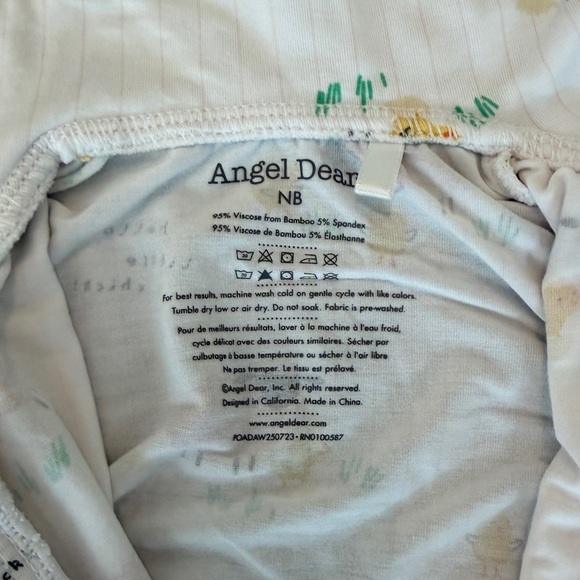 Angel Dear
NB
95% Viscose from Bamboo 5% Spandex
95% Viscose de Bambou 5% Élasthanne
For best results, machine wash cold on gentle cycle with like colors.
Tumble dry low or air dry. Do not soak. Fabric is pre-washed.
Pour de meilleurs résultats, laver à la machine à l'eau froid,
cycle délicat avec des couleurs similaires. Sécher par
culbutage à basse température ou sécher à l'air libre
Ne pas tremper. Le tissu est prélavé.
©Angel Dear, Inc. All rights reserved.
Designed in California. Made in China.
www.angeldear.com
POADAW250723 • RN0100587
hello
little
chick!